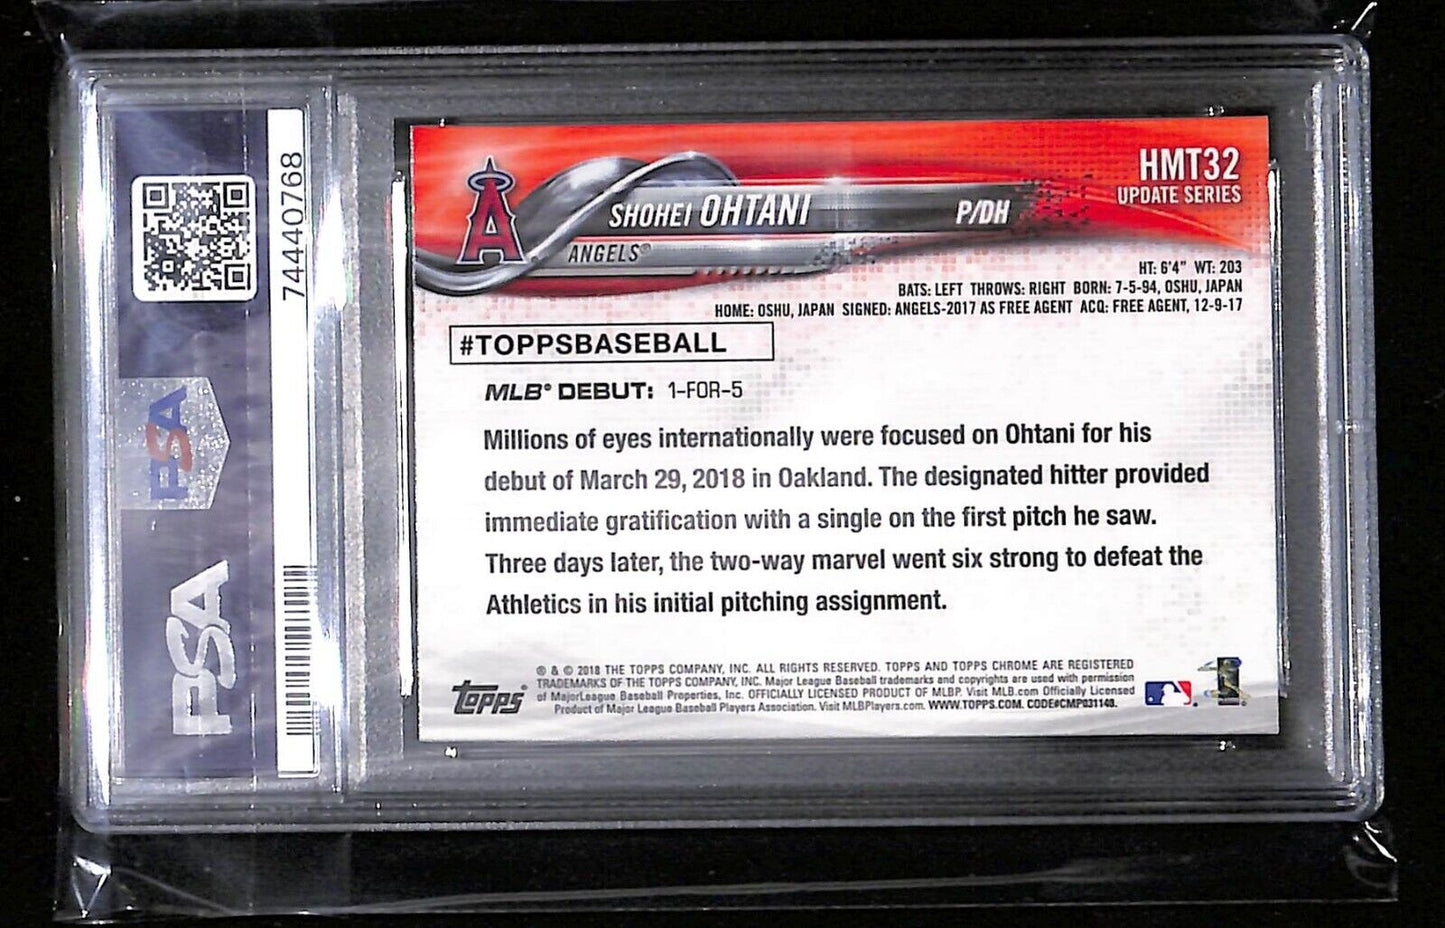 74440768
PSA
PSA
HMT32
UPDATE SERIES
SHOHEI OHTANI
P/DH
ANGELS®
HT: 6'4" WT: 203
BATS: LEFT THROWS: RIGHT BORN: 7-5-94, OSHU, JAPAN
HOME: OSHU, JAPAN SIGNED: ANGELS-2017 AS FREE AGENT ACQ: FREE AGENT, 12-9-17
#TOPPSBASEBALL
MLB® DEBUT: 1-FOR-5
Millions of eyes internationally were focused on Ohtani for his
debut of March 29, 2018 in Oakland. The designated hitter provided
immediate gratification with a single on the first pitch he saw.
Three days later, the two-way marvel went six strong to defeat the
Athletics in his initial pitching assignment.
® & © 2018 THE TOPPS COMPANY, INC. ALL RIGHTS RESERVED. TOPPS AND TOPPS CHROME ARE REGISTERED
TRADEMARKS OF THE TOPPS COMPANY, INC. Major League Baseball trademarks and copyrights are used with permission
of MajorLeague Baseball Properties, Inc. OFFICIALLY LICENSED PRODUCT OF MLBP. Visit MLB.com Officially Licensed
Product of Major League Baseball Players Association. Visit MLBPlayers.com. WWW.TOPPS.COM. CODE#CMP031148.
Topps®